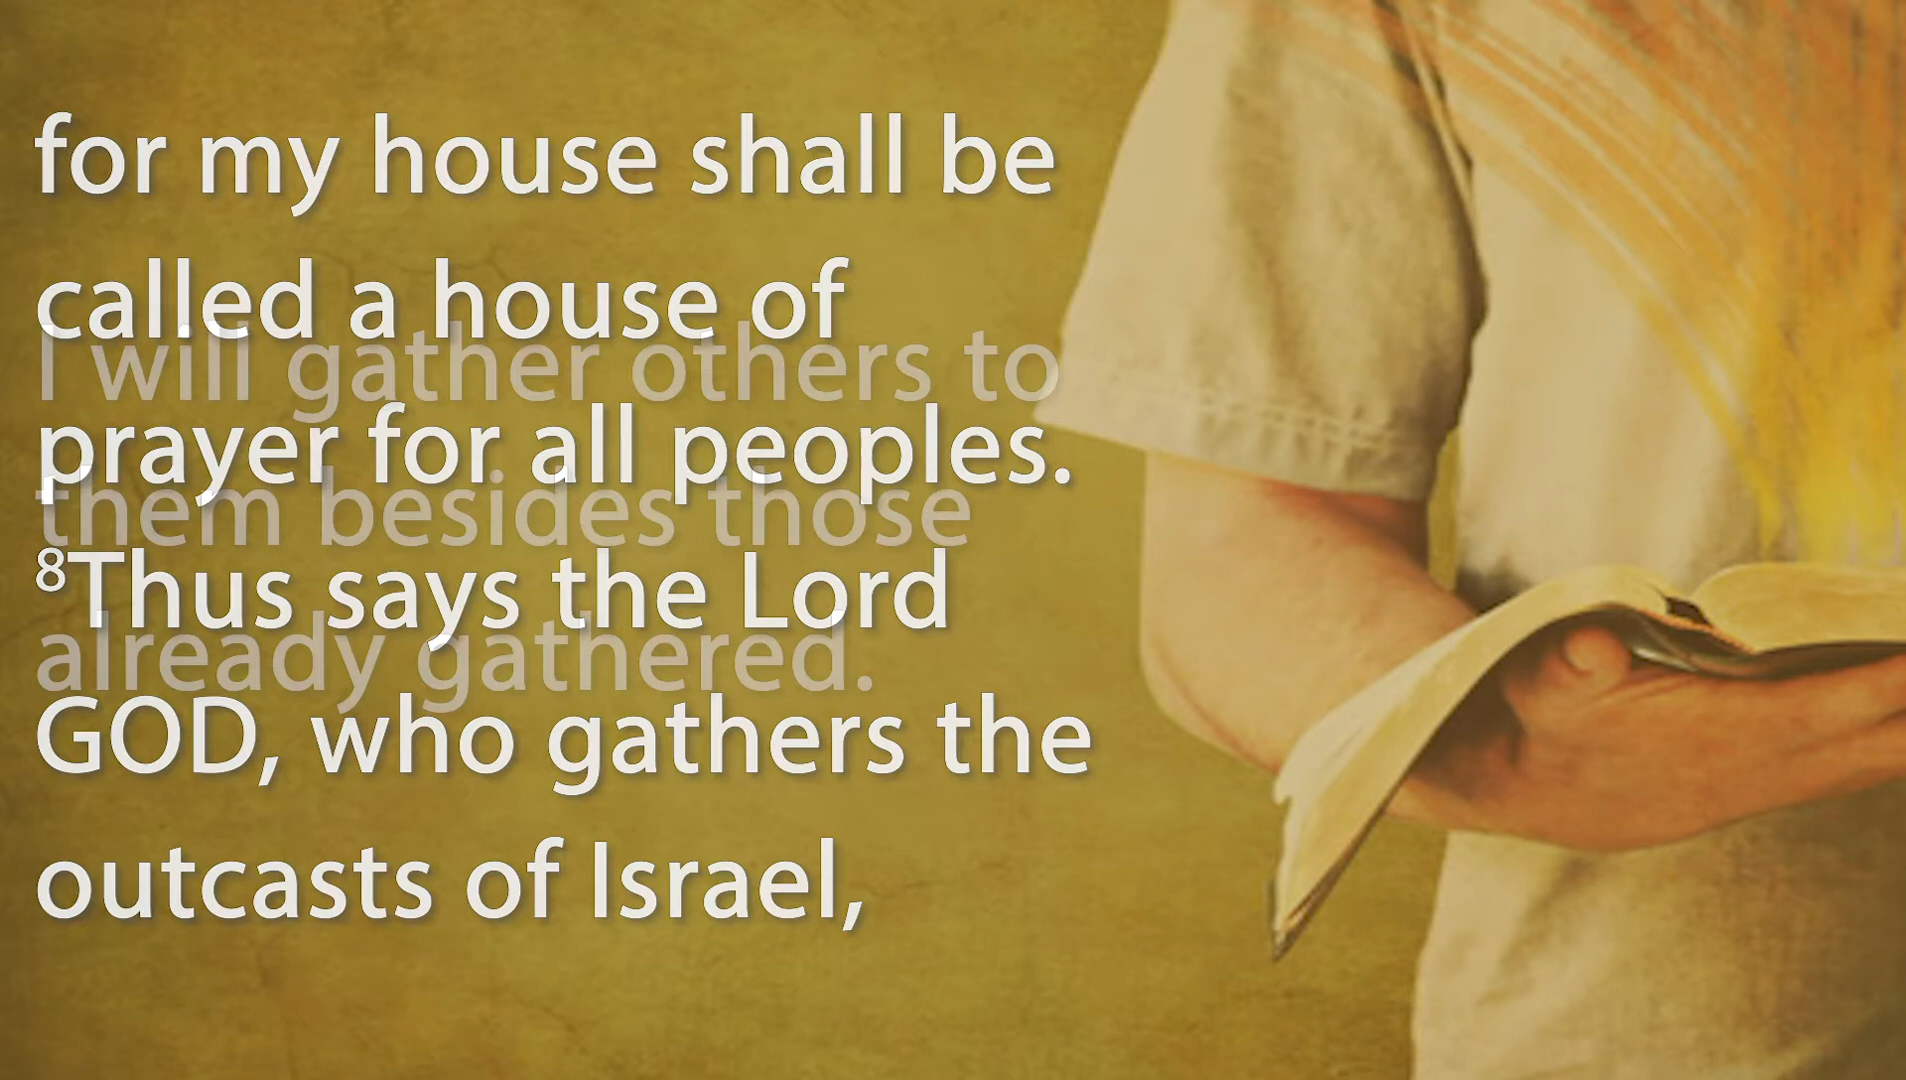 for my house shall be
called a house of
prayer for all peoples.
⁸Thus says the Lord
GOD, who gathers the
outcasts of Israel,
I will gather others to
them besides those
already gathered.